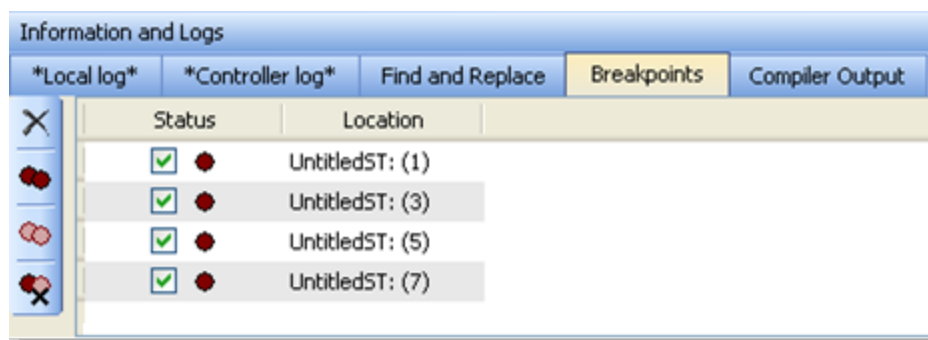 Information and Logs
*Local log* *Controller log* Find and Replace Breakpoints Compiler Output
Status Location
UntitledST: (1)
UntitledST: (3)
UntitledST: (5)
UntitledST: (7)